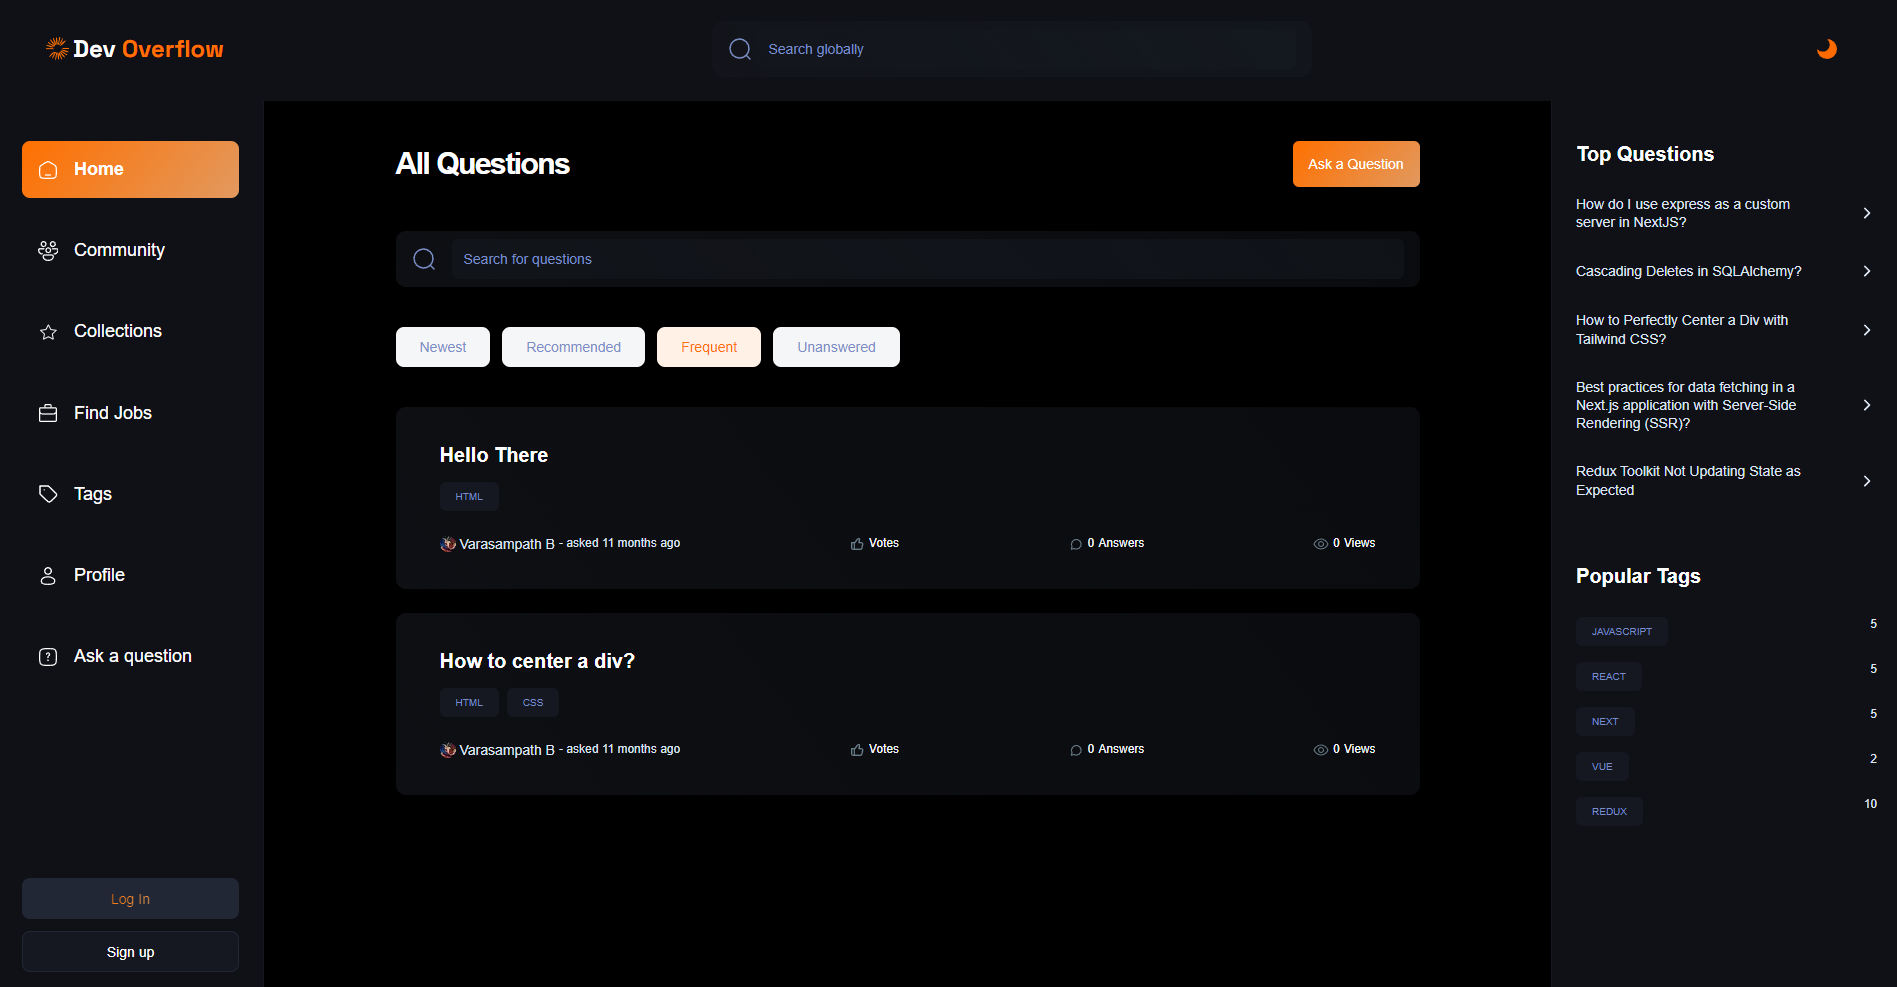 Dev Overflow
Search globally
Home
Community
Collections
Find Jobs
Tags
Profile
Ask a question
Log In
Sign up
All Questions
Ask a Question
Search for questions
Newest
Recommended
Frequent
Unanswered
Hello There
HTML
Varasampath B - asked 11 months ago
Votes
0 Answers
0 Views
How to center a div?
HTML
CSS
Varasampath B - asked 11 months ago
Votes
0 Answers
0 Views
Top Questions
How do I use express as a custom
server in NextJS?
Cascading Deletes in SQLAlchemy?
How to Perfectly Center a Div with
Tailwind CSS?
Best practices for data fetching in a
Next.js application with Server-Side
Rendering (SSR)?
Redux Toolkit Not Updating State as
Expected
Popular Tags
JAVASCRIPT 5
REACT 5
NEXT 5
VUE 2
REDUX 10